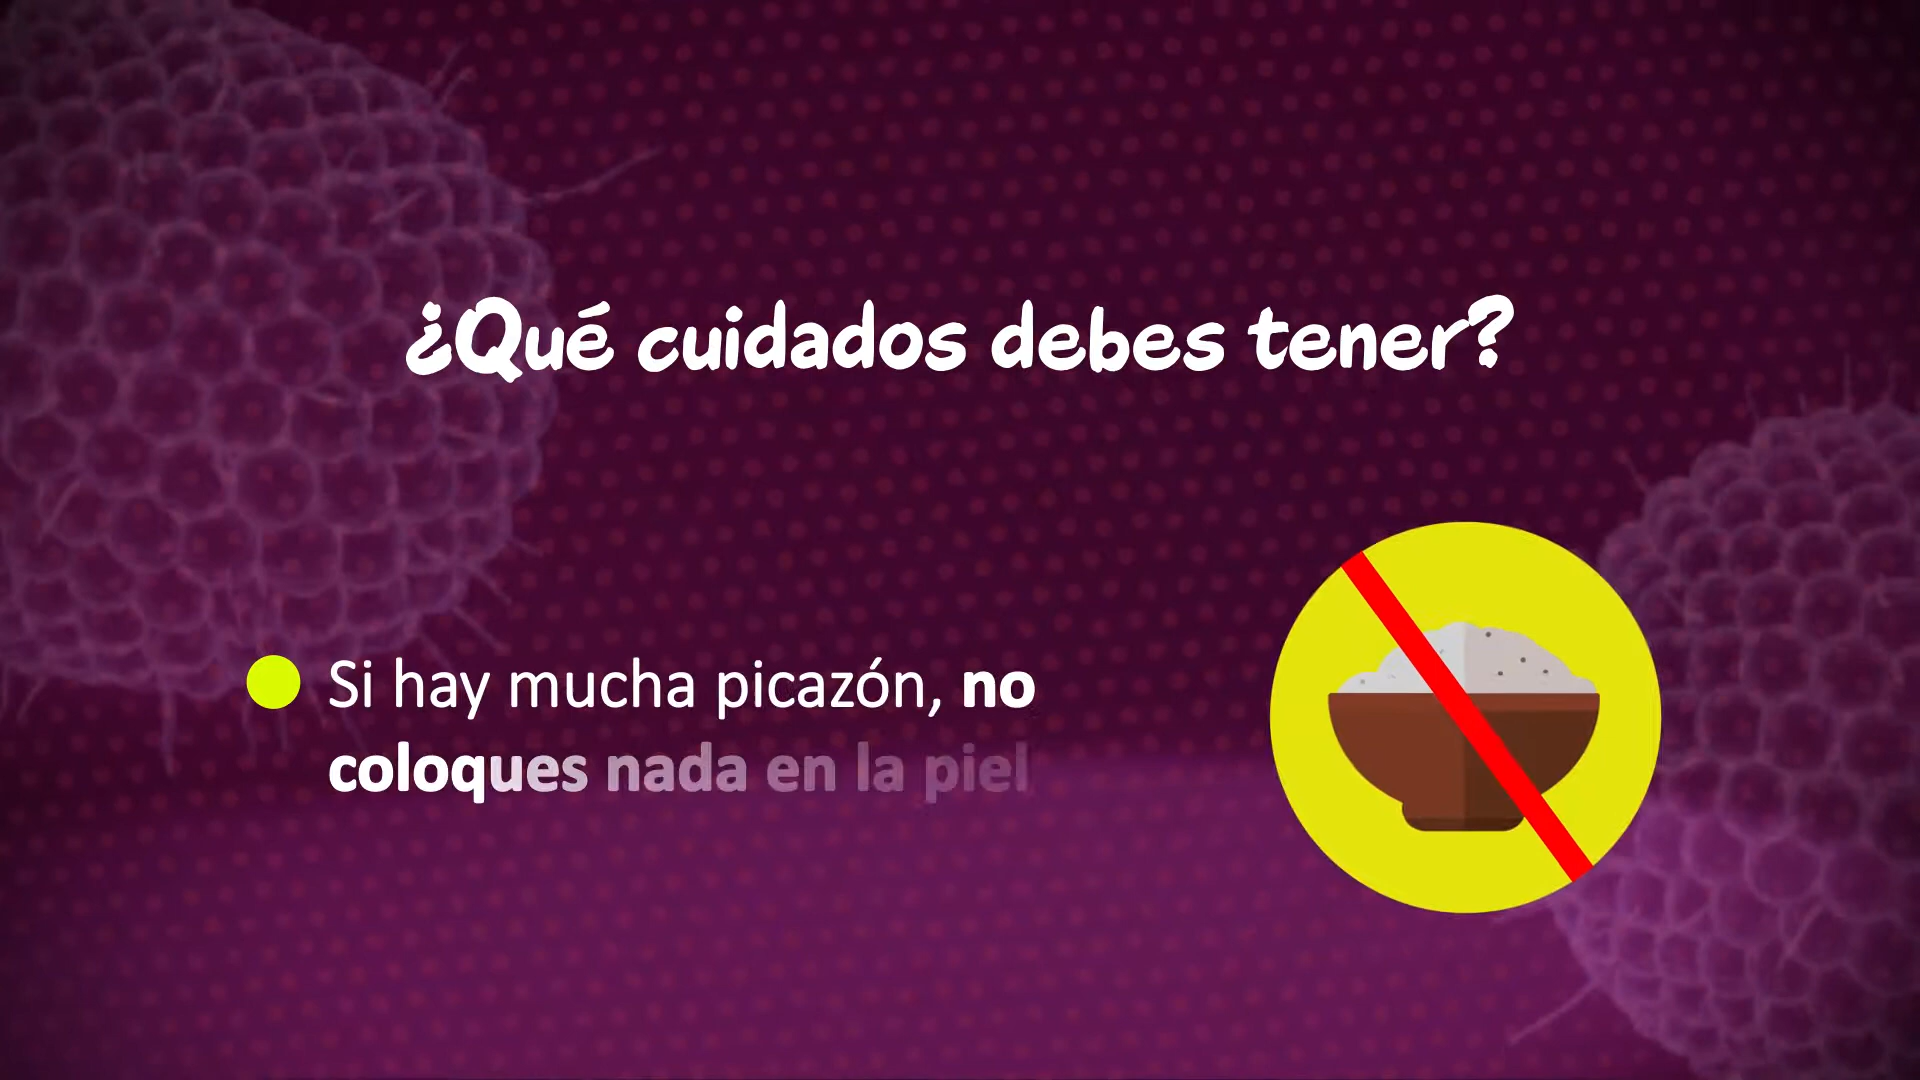 ¿Qué cuidados debes tener?
Si hay mucha picazón, no
coloques nada en la piel